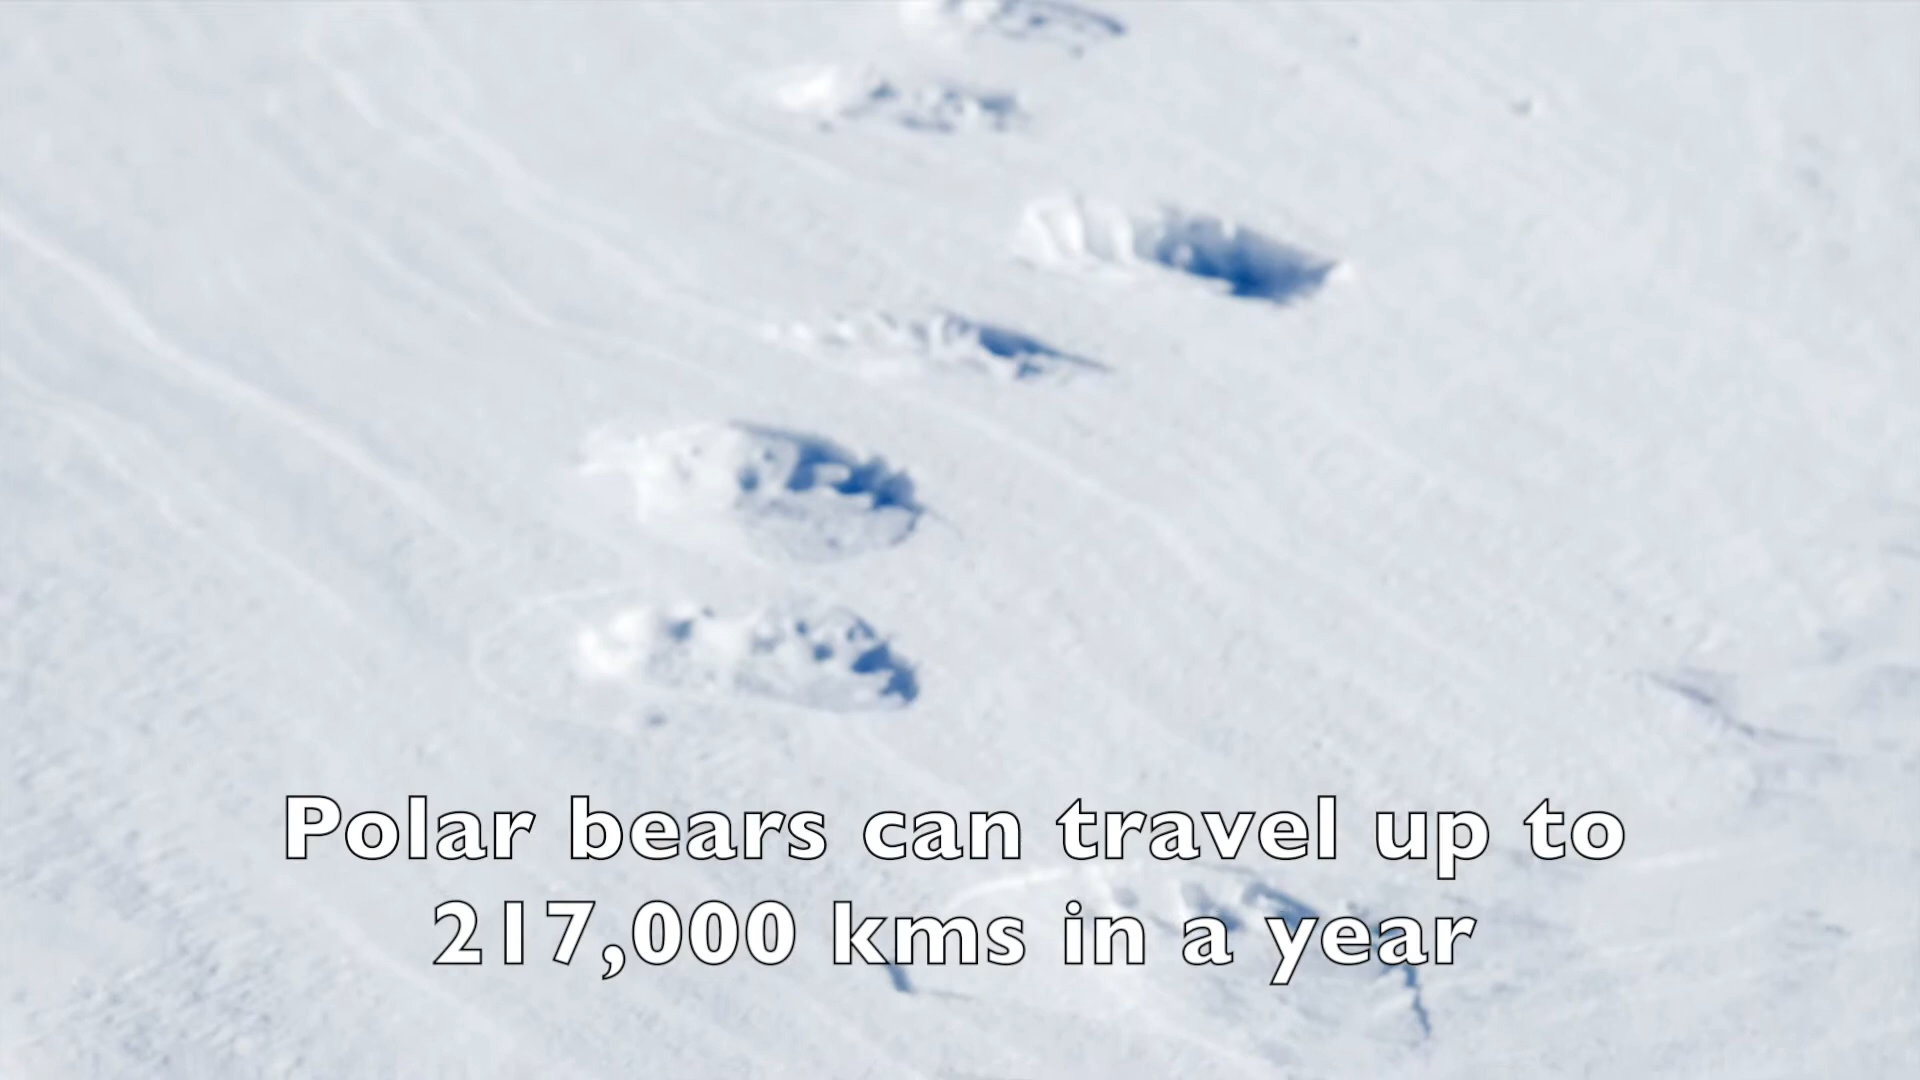 Polar bears can travel up to
217,000 kms in a year